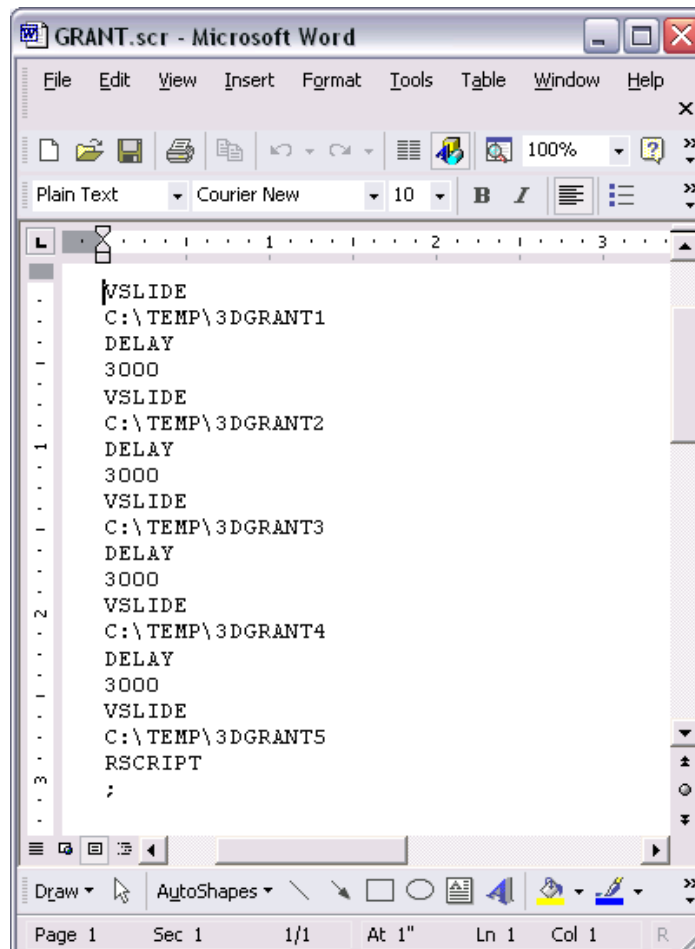 GRANT.scr - Microsoft Word
File Edit View Insert Format Tools Table Window Help
100%
Plain Text Courier New 10 B I
L 1 2 3
VSLIDE
C:\TEMP\3DGRANT1
DELAY
3000
VSLIDE
C:\TEMP\3DGRANT2
DELAY
3000
VSLIDE
C:\TEMP\3DGRANT3
DELAY
3000
VSLIDE
C:\TEMP\3DGRANT4
DELAY
3000
VSLIDE
C:\TEMP\3DGRANT5
RSCRIPT
;
1
2
3
Draw AutoShapes
Page 1 Sec 1 1/1 At 1" Ln 1 Col 1 R